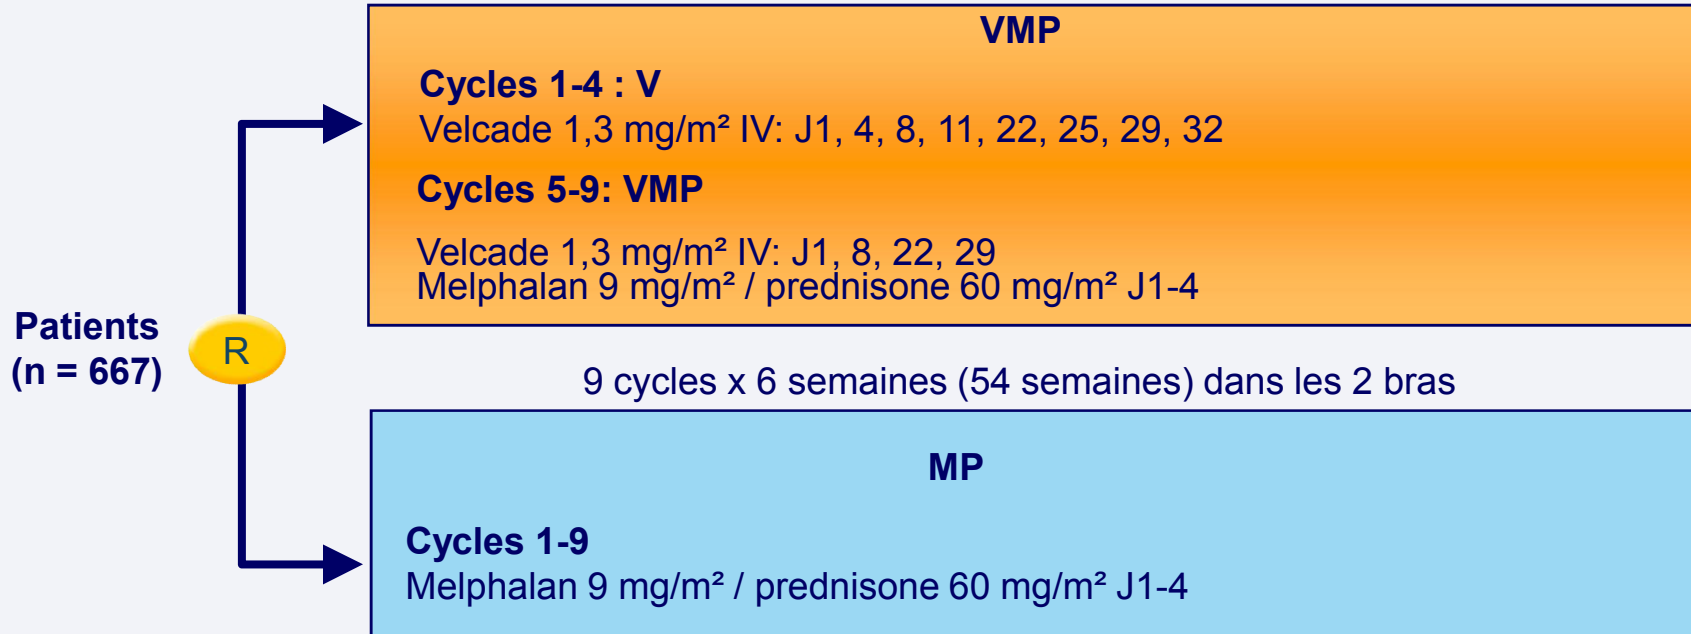 VMP
Cycles 1-4 : V
Velcade 1,3 mg/m² IV: J1, 4, 8, 11, 22, 25, 29, 32
Cycles 5-9: VMP
Velcade 1,3 mg/m² IV: J1, 8, 22, 29
Melphalan 9 mg/m² / prednisone 60 mg/m² J1-4
Patients
(n = 667)
R
9 cycles x 6 semaines (54 semaines) dans les 2 bras
MP
Cycles 1-9
Melphalan 9 mg/m² / prednisone 60 mg/m² J1-4